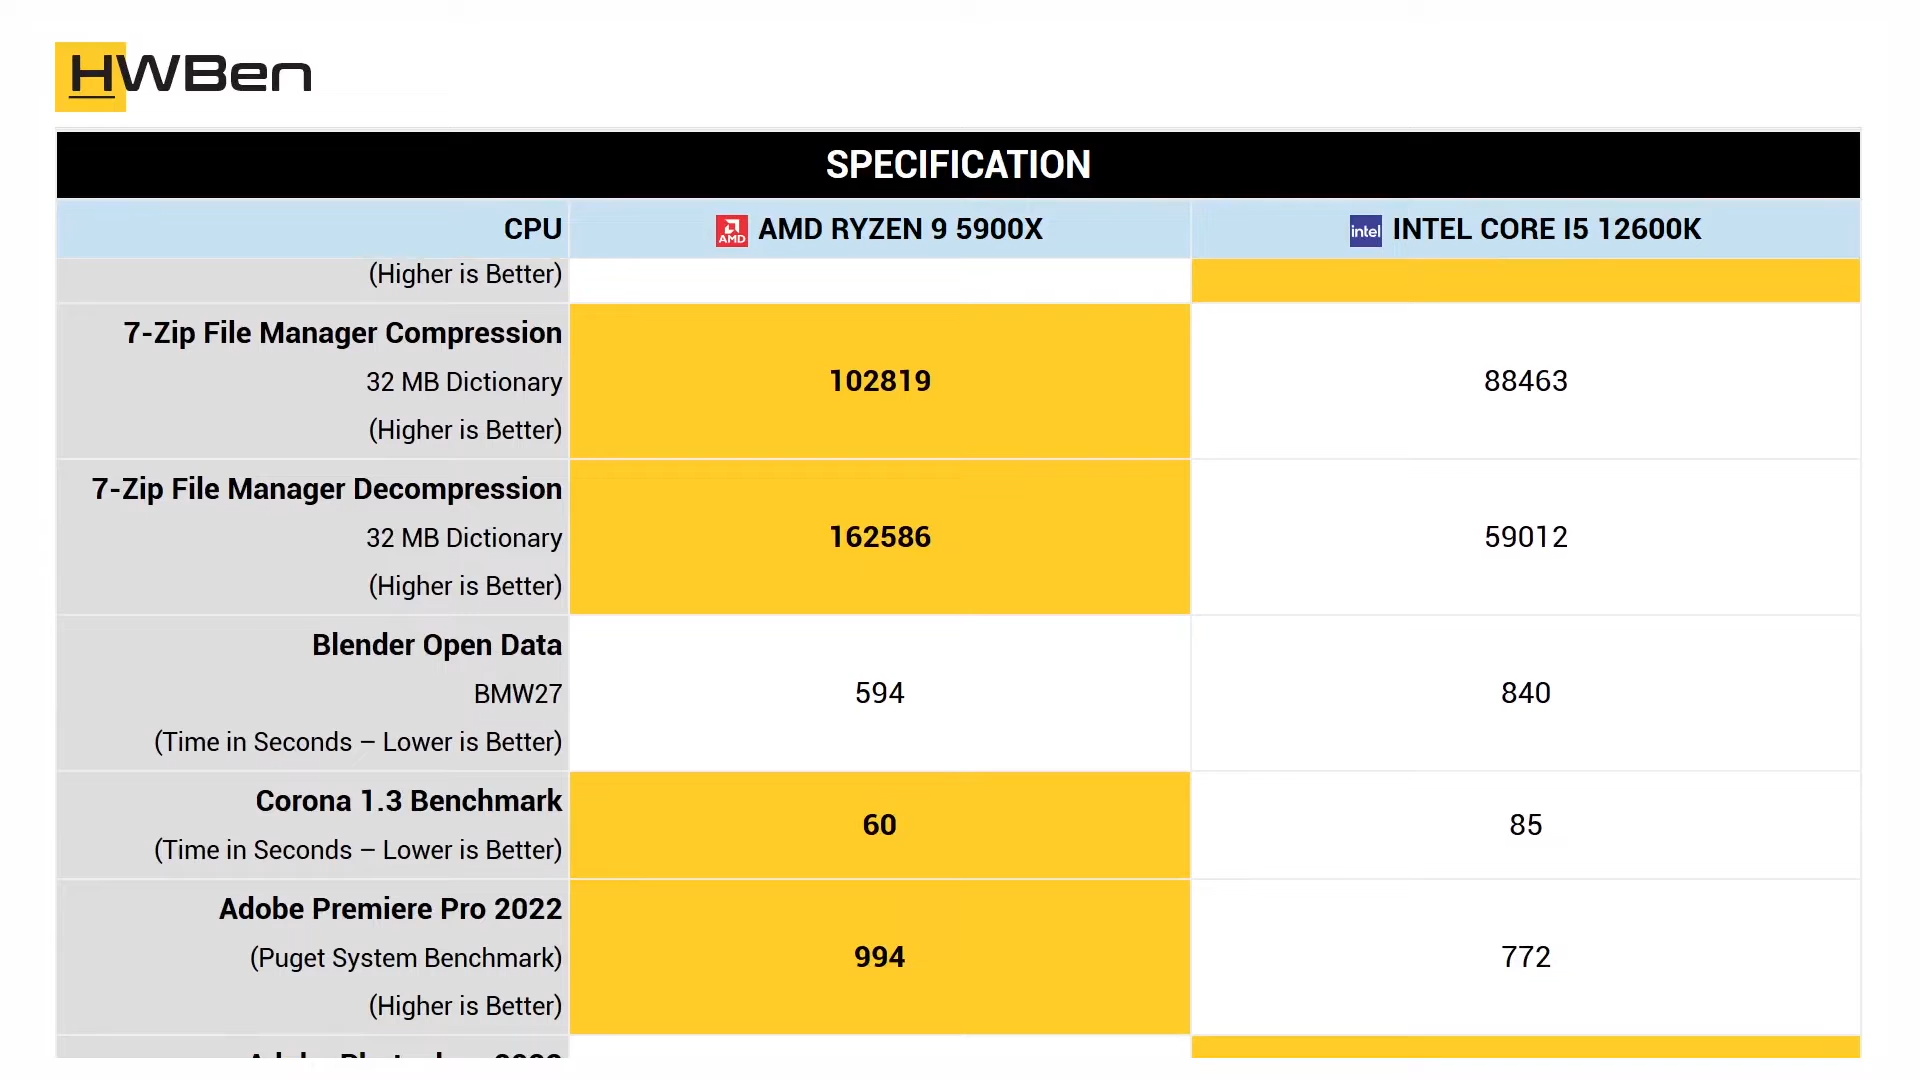 HWBen
SPECIFICATION
CPU
AMD
AMD RYZEN 9 5900X
intel
INTEL CORE I5 12600K
(Higher is Better)
7-Zip File Manager Compression
32 MB Dictionary
(Higher is Better)
102819
88463
7-Zip File Manager Decompression
32 MB Dictionary
(Higher is Better)
162586
59012
Blender Open Data
BMW27
(Time in Seconds – Lower is Better)
594
840
Corona 1.3 Benchmark
(Time in Seconds – Lower is Better)
60
85
Adobe Premiere Pro 2022
(Puget System Benchmark)
(Higher is Better)
994
772